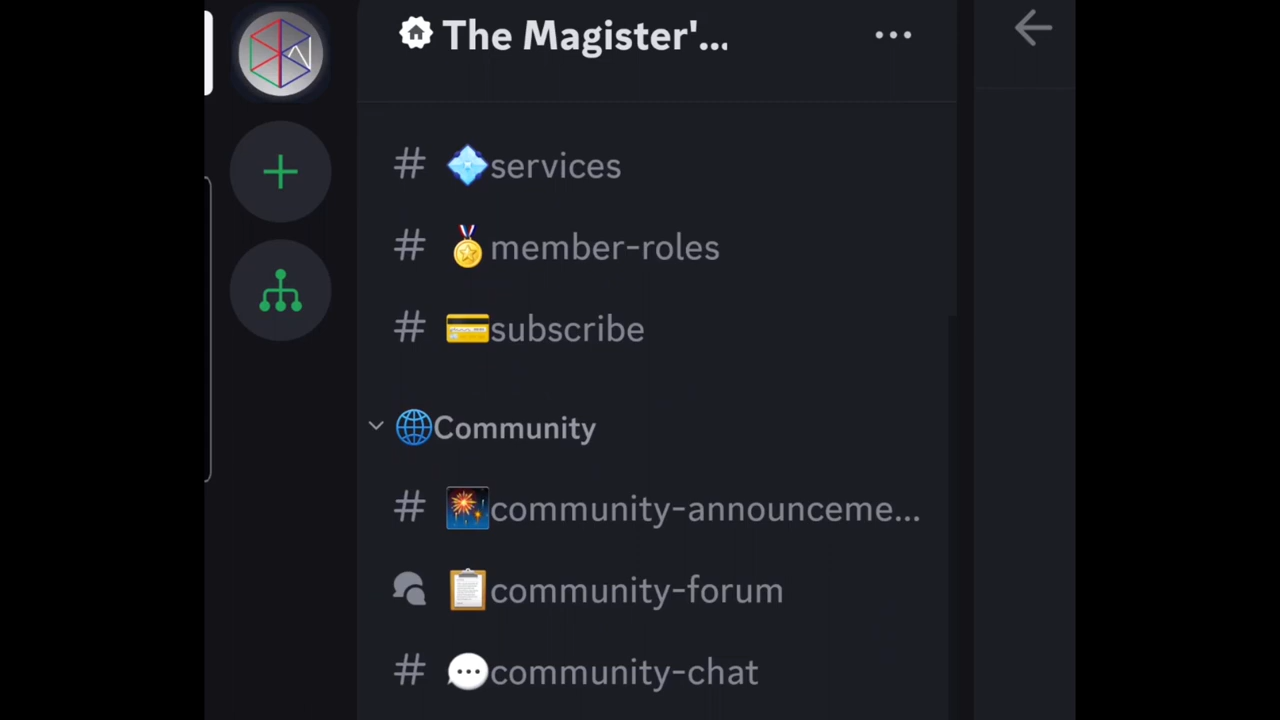 The Magister'...
services
member-roles
subscribe
Community
community-announceme...
community-forum
community-chat